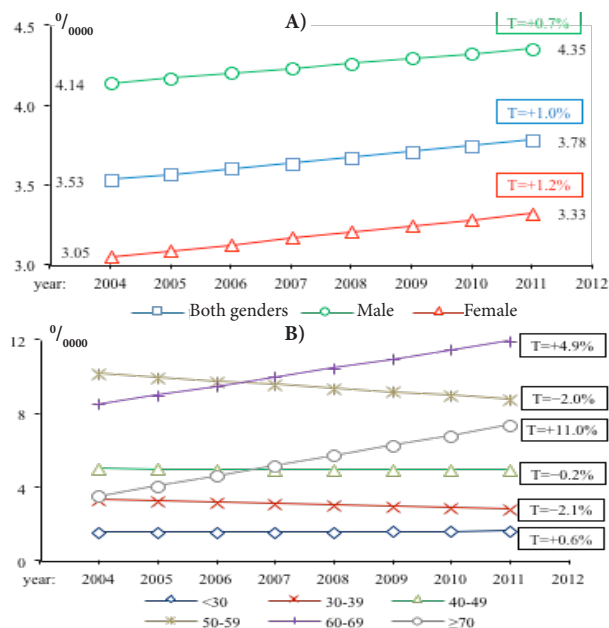 4.5 ⁰/₀₀₀₀ A) T=+0.7%
4.14 4.35
4.0
T=+1.0%
3.78
3.5 3.53
T=+1.2%
3.33
3.05
3.0
year: 2004 2005 2006 2007 2008 2009 2010 2011 2012
Both genders Male Female
⁰/₀₀₀₀ B)
12
T=+4.9%
8
T=−2.0%
T=+11.0%
4
T=−0.2%
T=−2.1%
T=+0.6%
0
year: 2004 2005 2006 2007 2008 2009 2010 2011 2012
<30 30-39 40-49
50-59 60-69 ≥70